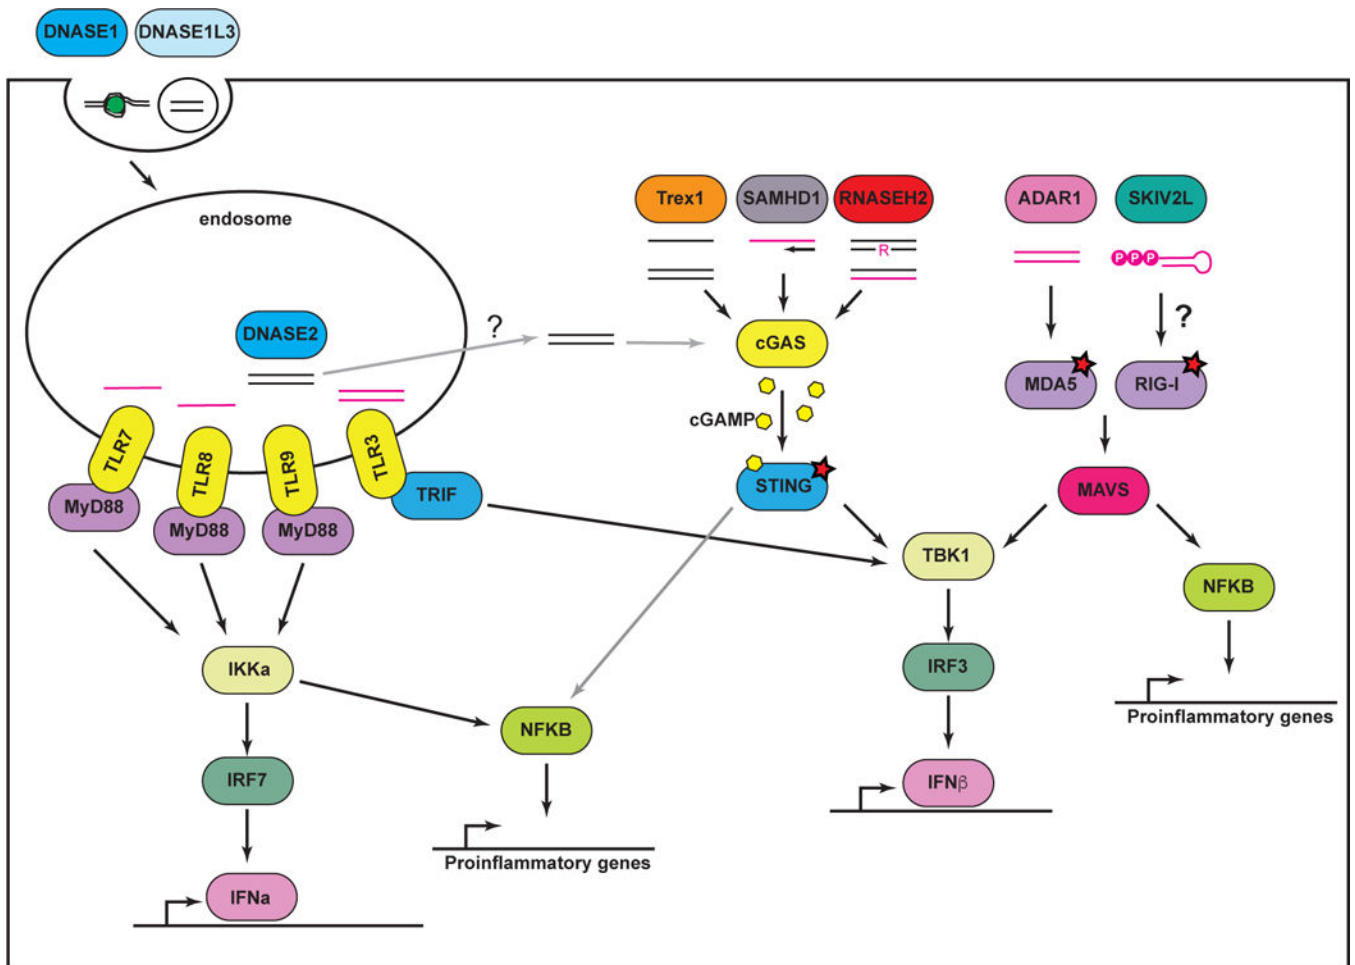 DNASE1
DNASE1L3
endosome
DNASE2
?
TLR7
TLR8
TLR9
TLR3
MyD88
MyD88
MyD88
TRIF
IKKa
IRF7
IFNa
NFKB
Proinflammatory genes
Trex1
SAMHD1
RNASEH2
R
cGAS
cGAMP
STING
ADAR1
SKIV2L
P P P
?
MDA5
RIG-I
MAVS
TBK1
IRF3
IFNβ
NFKB
Proinflammatory genes